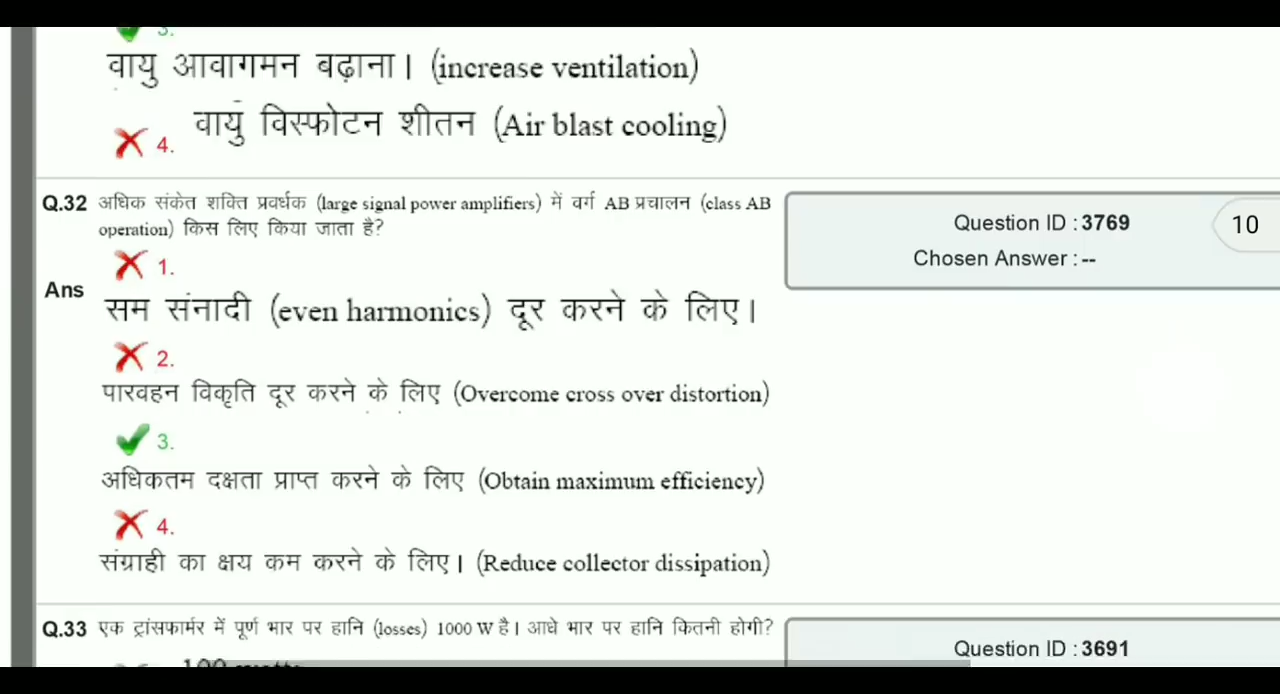 3.
वायु आवागमन बढ़ाना। (increase ventilation)
4. वायु विस्फोटन शीतन (Air blast cooling)
Q.32 अधिक संकेत शक्ति प्रवर्धक (large signal power amplifiers) में वर्ग AB प्रचालन (class AB
operation) किस लिए किया जाता है?
Question ID : 3769
Chosen Answer : --
10
Ans
1.
सम संनादी (even harmonics) दूर करने के लिए।
2.
पारवहन विकृति दूर करने के लिए (Overcome cross over distortion)
3.
अधिकतम दक्षता प्राप्त करने के लिए (Obtain maximum efficiency)
4.
संग्राही का क्षय कम करने के लिए। (Reduce collector dissipation)
Q.33 एक ट्रांसफार्मर में पूर्ण भार पर हानि (losses) 1000 W है। आधे भार पर हानि कितनी होगी?
Question ID : 3691